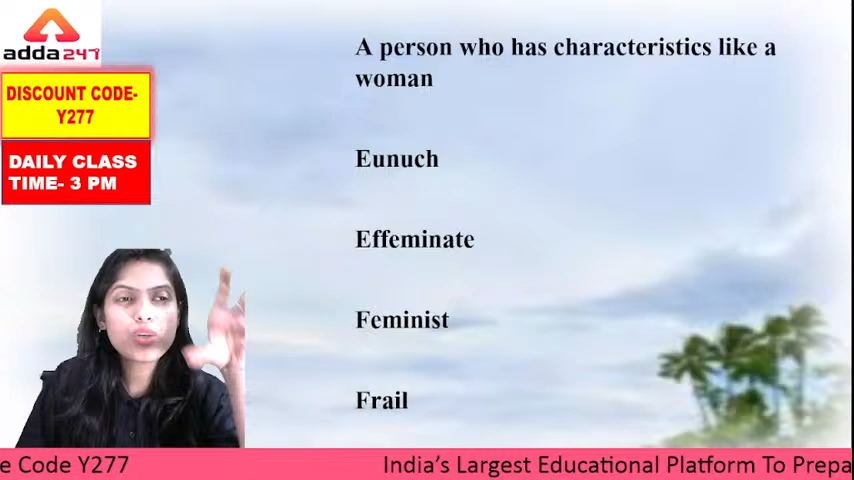 adda247
DISCOUNT CODE-
Y277
DAILY CLASS
TIME- 3 PM
A person who has characteristics like a
woman
Eunuch
Effeminate
Feminist
Frail
e Code Y277
India's Largest Educational Platform To Prepa